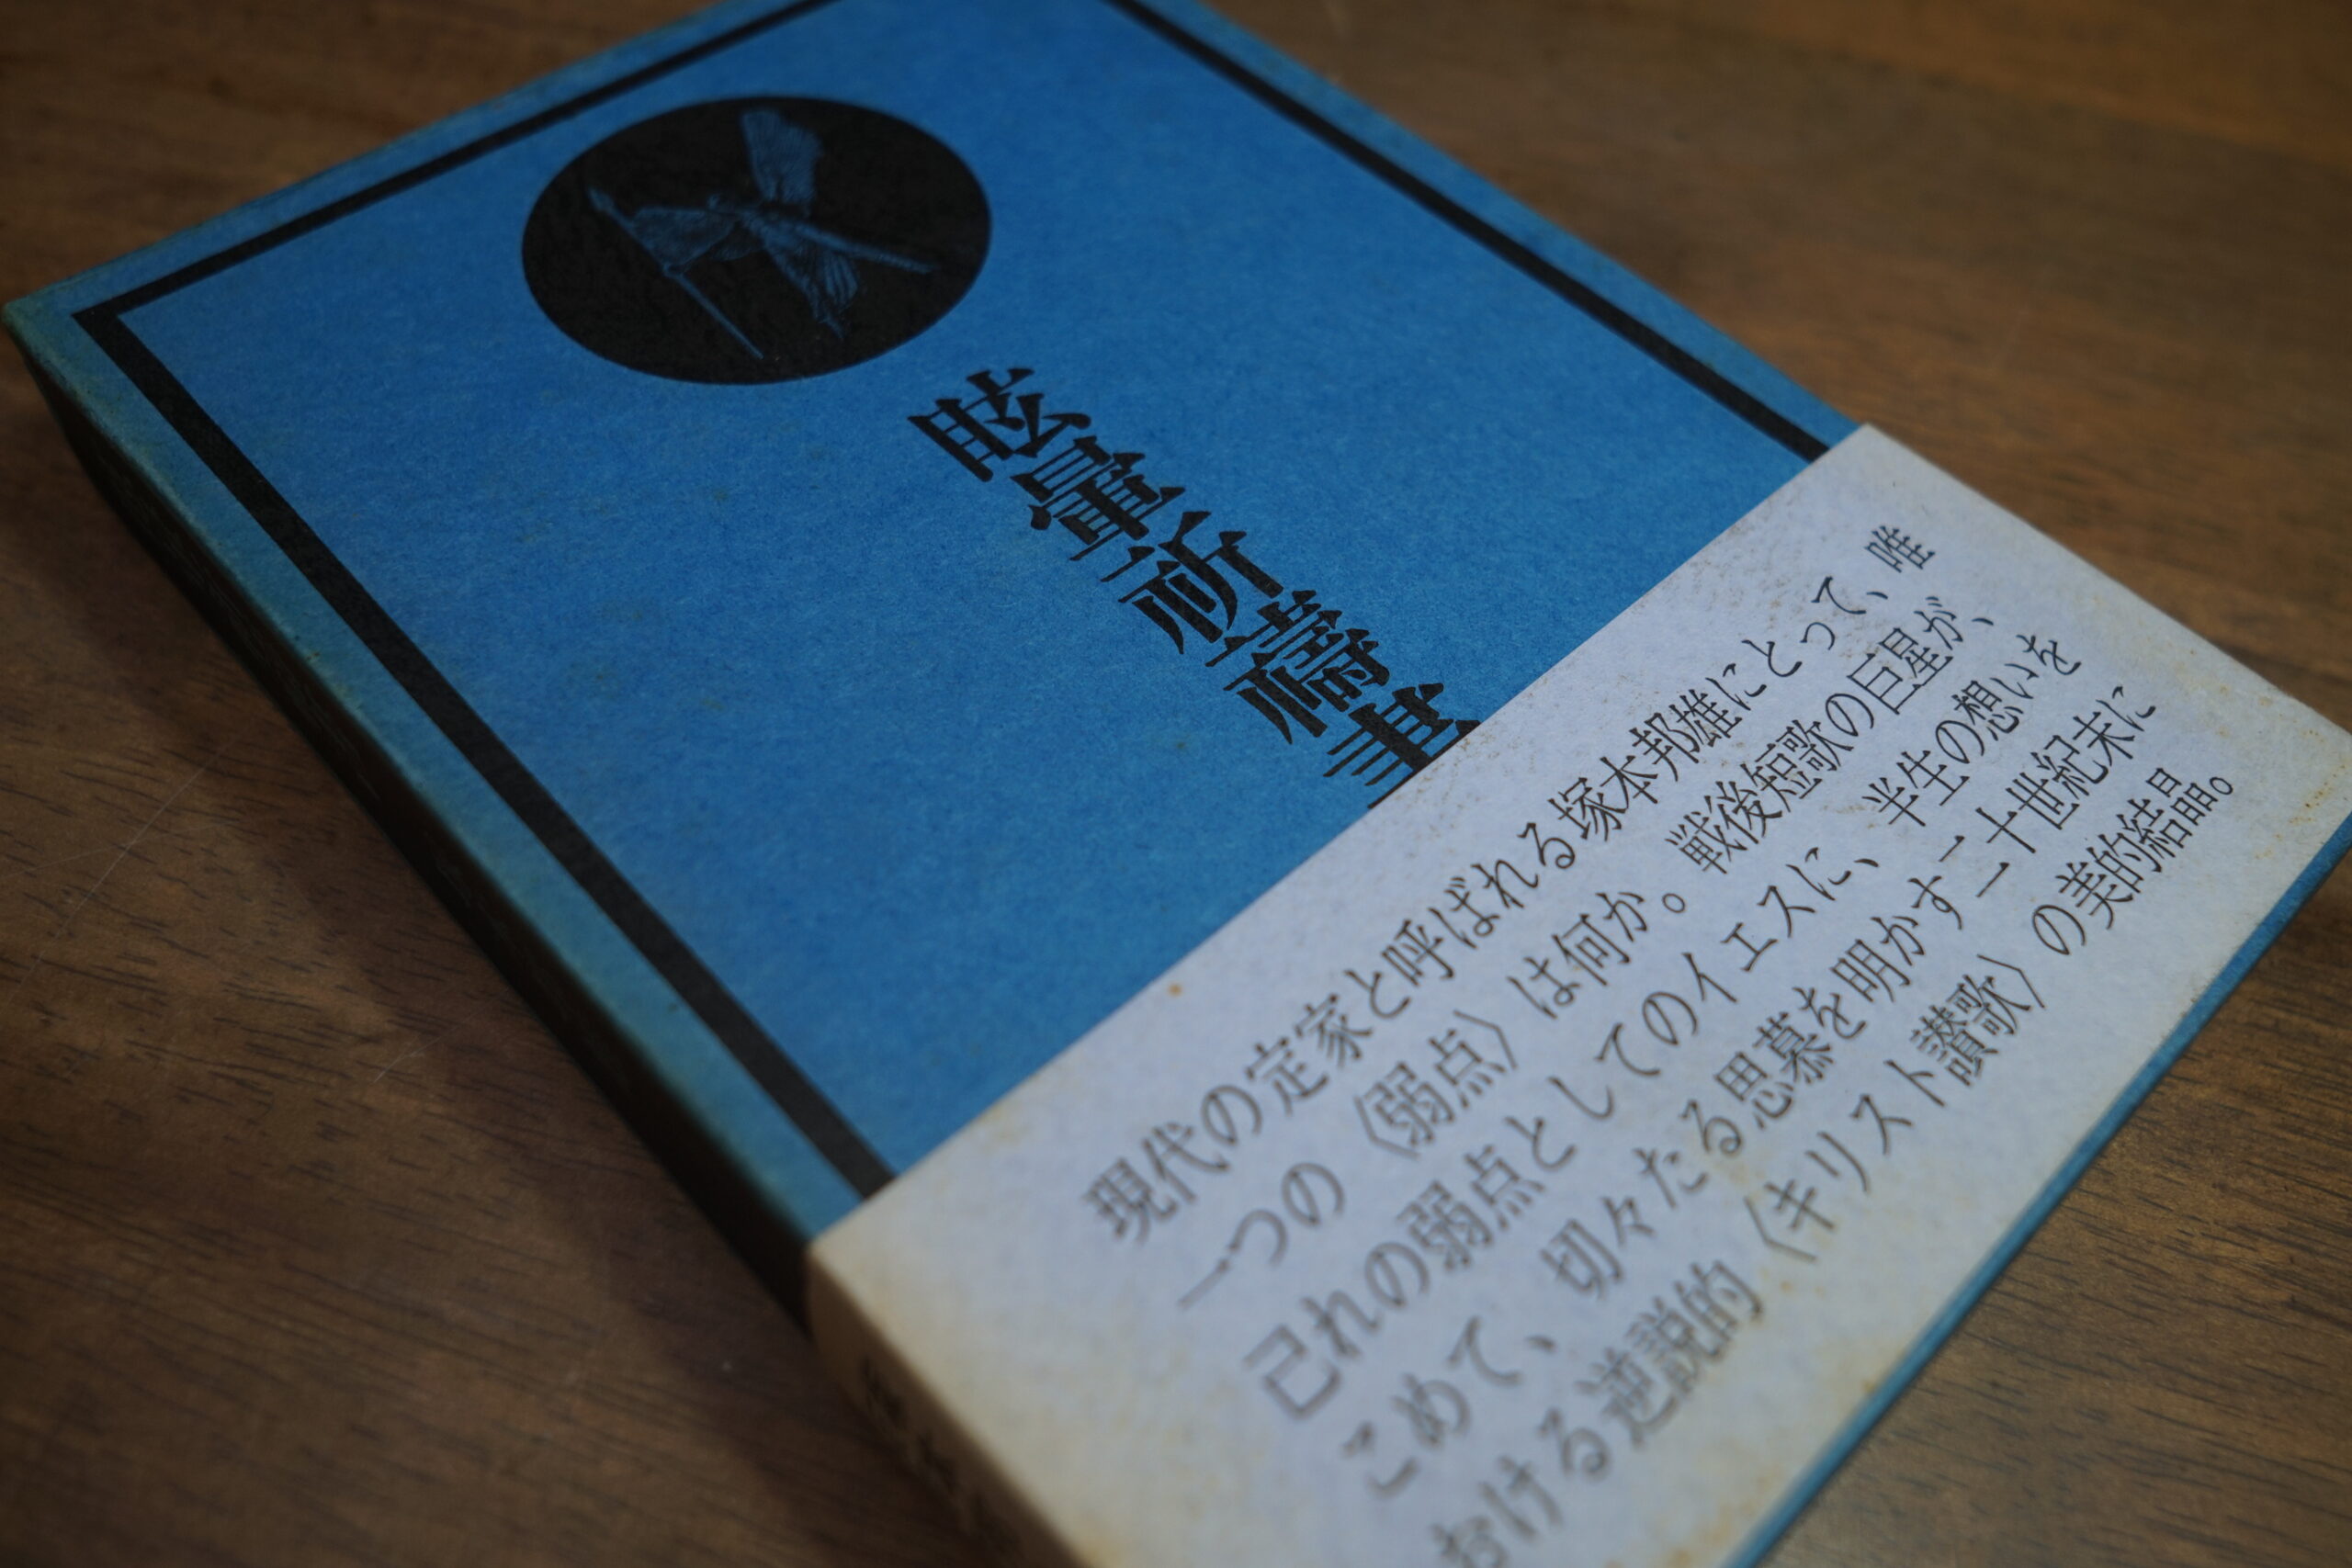 眩暈祈禱書
現代の定家と呼ばれる塚本邦雄にとって、唯
一つの〈弱点〉は何か。戦後短歌の巨星が、
己れの弱点としてのイエスに、半生の想いを
こめて、切々たる思慕を明かす二十世紀末に
おける逆説的〈キリスト讃歌〉の美的結晶。